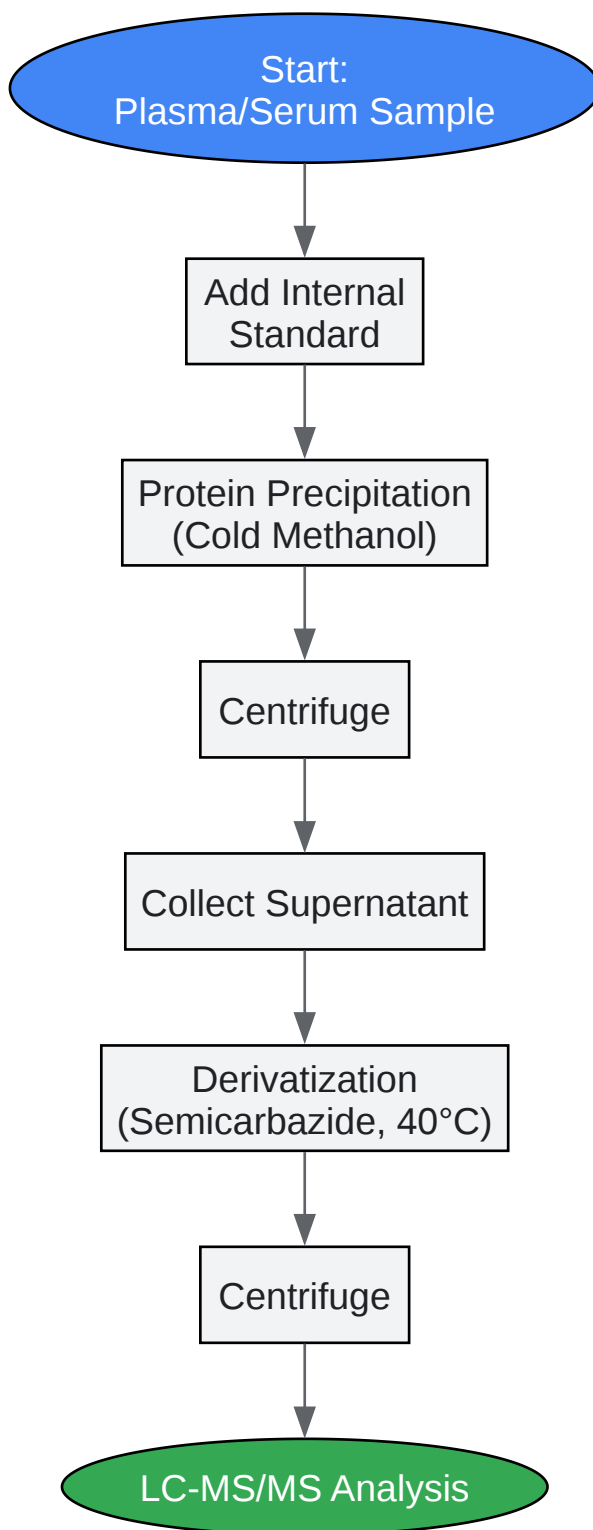 Start:
Plasma/Serum Sample
Add Internal
Standard
Protein Precipitation
(Cold Methanol)
Centrifuge
Collect Supernatant
Derivatization
(Semicarbazide, 40°C)
Centrifuge
LC-MS/MS Analysis